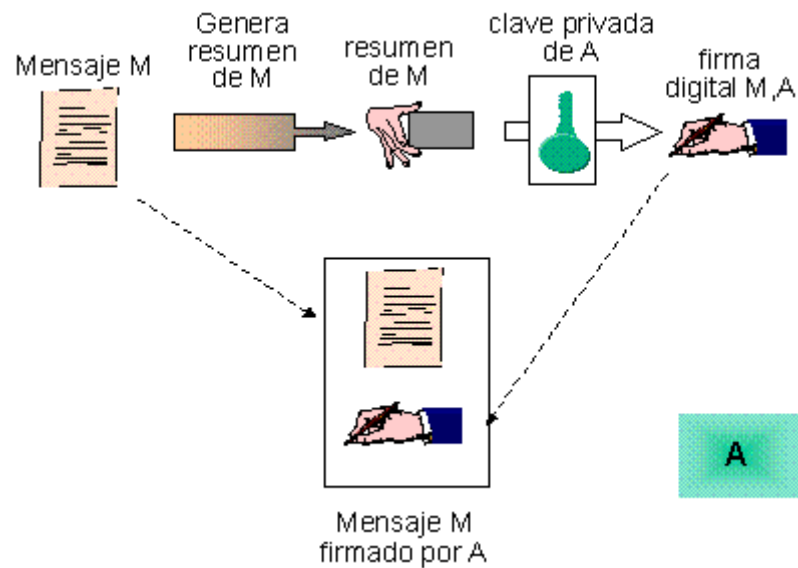 Mensaje M
Genera
resumen
de M
resumen
de M
clave privada
de A
firma
digital M,A
Mensaje M
firmado por A
A